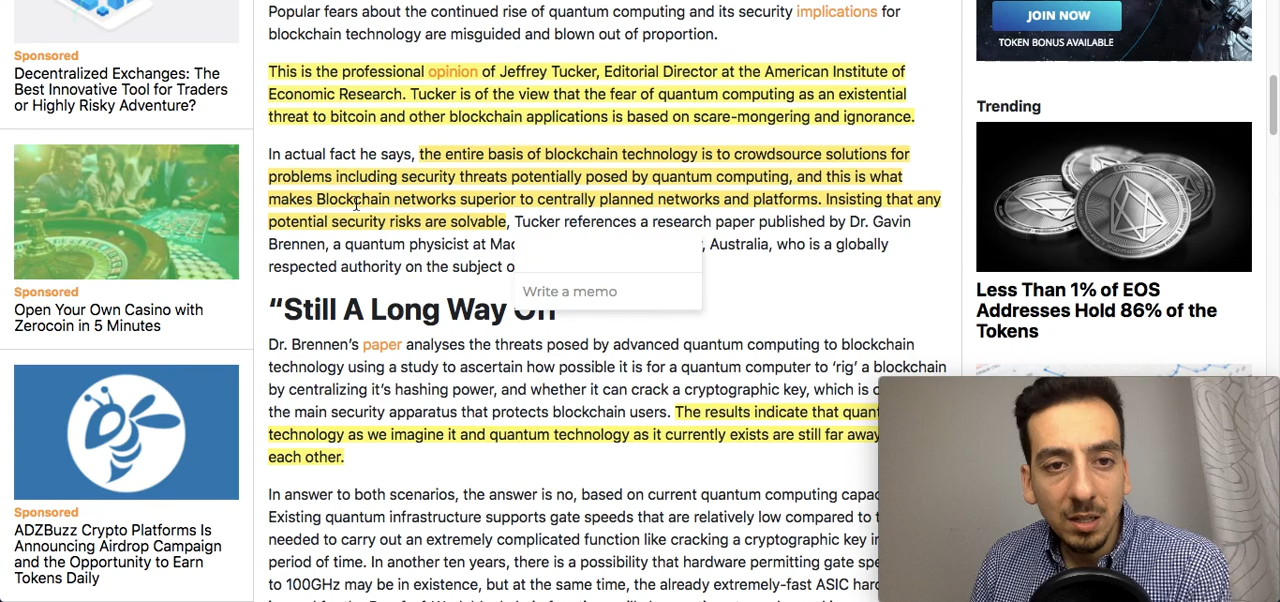 Sponsored
Decentralized Exchanges: The
Best Innovative Tool for Traders
or Highly Risky Adventure?
Sponsored
Open Your Own Casino with
Zerocoin in 5 Minutes
Sponsored
ADZBuzz Crypto Platforms Is
Announcing Airdrop Campaign
and the Opportunity to Earn
Tokens Daily
Popular fears about the continued rise of quantum computing and its security implications for
blockchain technology are misguided and blown out of proportion.
This is the professional opinion of Jeffrey Tucker, Editorial Director at the American Institute of
Economic Research. Tucker is of the view that the fear of quantum computing as an existential
threat to bitcoin and other blockchain applications is based on scare-mongering and ignorance.
In actual fact he says, the entire basis of blockchain technology is to crowdsource solutions for
problems including security threats potentially posed by quantum computing, and this is what
makes Blockchain networks superior to centrally planned networks and platforms. Insisting that any
potential security risks are solvable, Tucker references a research paper published by Dr. Gavin
Brennen, a quantum physicist at Mac , Australia, who is a globally
respected authority on the subject o
Write a memo
“Still A Long Way Off
Dr. Brennen’s paper analyses the threats posed by advanced quantum computing to blockchain
technology using a study to ascertain how possible it is for a quantum computer to ‘rig’ a blockchain
by centralizing it’s hashing power, and whether it can crack a cryptographic key, which is
the main security apparatus that protects blockchain users. The results indicate that quant
technology as we imagine it and quantum technology as it currently exists are still far away
each other.
In answer to both scenarios, the answer is no, based on current quantum computing capac
Existing quantum infrastructure supports gate speeds that are relatively low compared to
needed to carry out an extremely complicated function like cracking a cryptographic key in
period of time. In another ten years, there is a possibility that hardware permitting gate spe
to 100GHz may be in existence, but at the same time, the already extremely-fast ASIC hard
JOIN NOW
TOKEN BONUS AVAILABLE
Trending
Less Than 1% of EOS
Addresses Hold 86% of the
Tokens